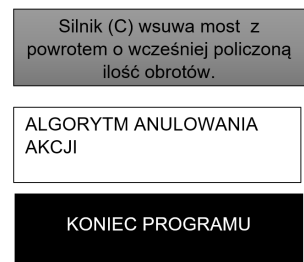 Silnik (C) wsuwa most z
powrotem o wcześniej policzoną
ilość obrotów.
ALGORYTM ANULOWANIA
AKCJI
KONIEC PROGRAMU